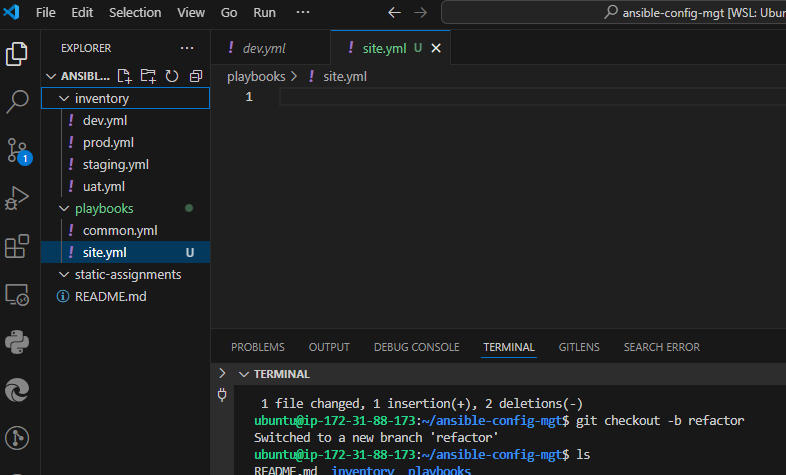 File Edit Selection View Go Run ··· ansible-config-mgt [WSL: Ubun
EXPLORER ···
! dev.yml ! site.yml U
ANSIBL...
playbooks > ! site.yml
1
inventory
! dev.yml
! prod.yml
! staging.yml
! uat.yml
playbooks
! common.yml
! site.yml U
static-assignments
README.md
1
PROBLEMS OUTPUT DEBUG CONSOLE TERMINAL GITLENS SEARCH ERROR
TERMINAL
1 file changed, 1 insertion(+), 2 deletions(-)
ubuntu@ip-172-31-88-173:~/ansible-config-mgt$ git checkout -b refactor
Switched to a new branch 'refactor'
ubuntu@ip-172-31-88-173:~/ansible-config-mgt$ ls
README.md inventory playbooks